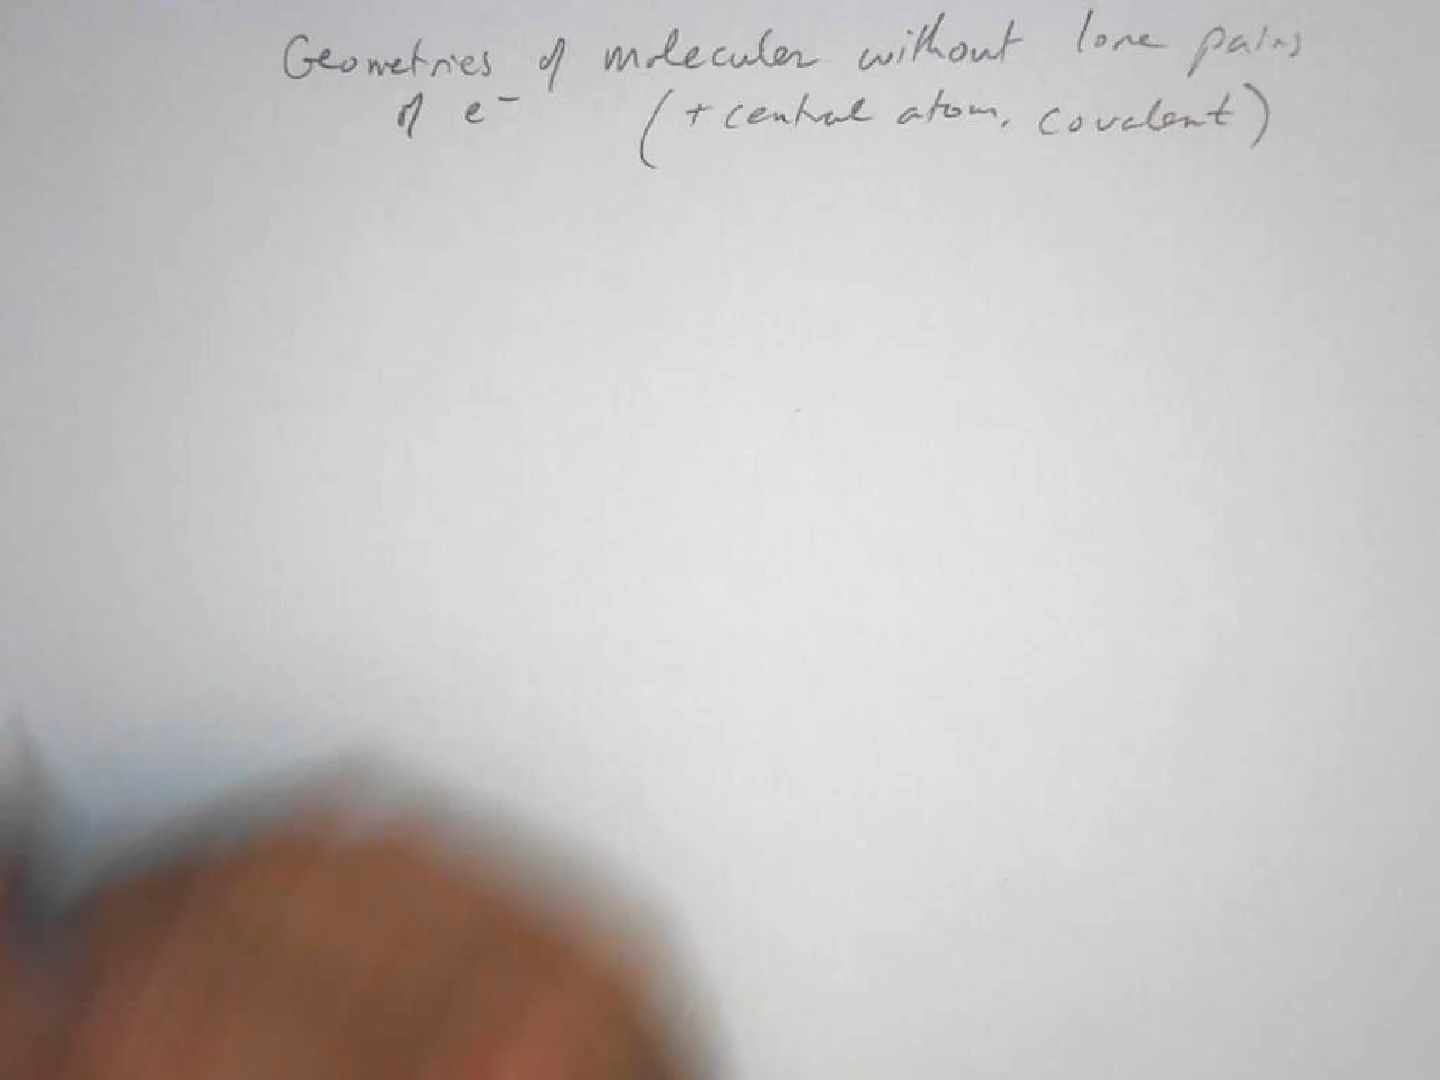 Geometries of molecules without lone pairs
of e⁻ (+ central atom, covalent)